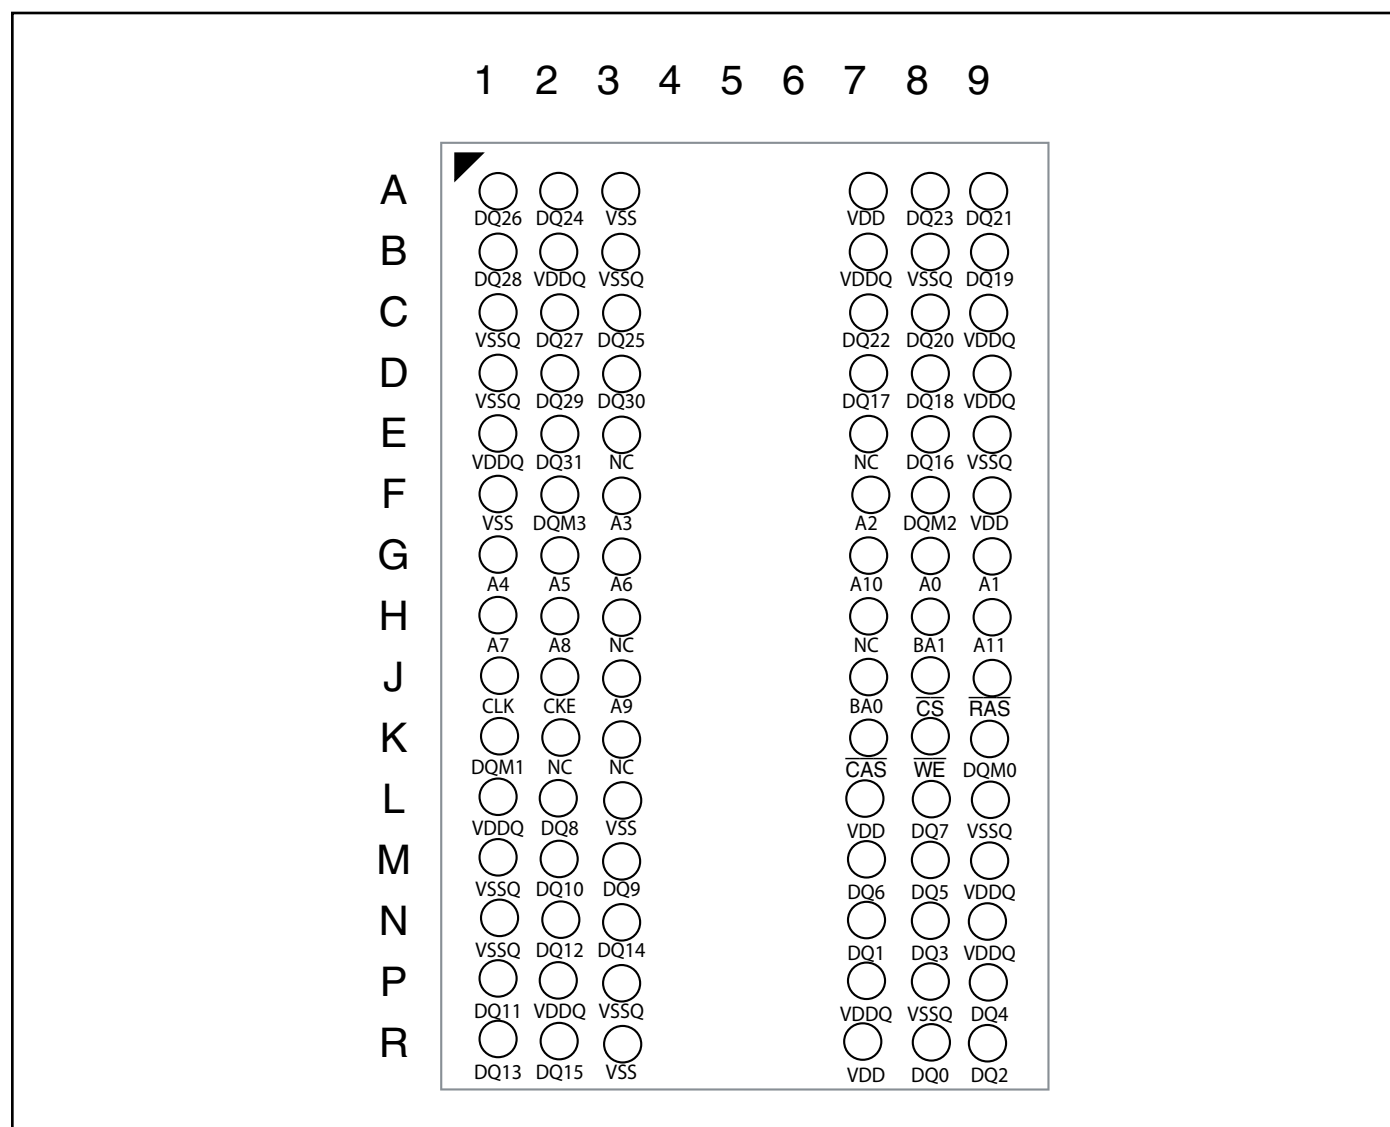 1 2 3 4 5 6 7 8 9
A
DQ26 DQ24 VSS VDD DQ23 DQ21
B
DQ28 VDDQ VSSQ VDDQ VSSQ DQ19
C
VSSQ DQ27 DQ25 DQ22 DQ20 VDDQ
D
VSSQ DQ29 DQ30 DQ17 DQ18 VDDQ
E
VDDQ DQ31 NC NC DQ16 VSSQ
F
VSS DQM3 A3 A2 DQM2 VDD
G
A4 A5 A6 A10 A0 A1
H
A7 A8 NC NC BA1 A11
J
CLK CKE A9 BA0 C̅S̅ R̅A̅S̅
K
DQM1 NC NC C̅A̅S̅ W̅E̅ DQM0
L
VDDQ DQ8 VSS VDD DQ7 VSSQ
M
VSSQ DQ10 DQ9 DQ6 DQ5 VDDQ
N
VSSQ DQ12 DQ14 DQ1 DQ3 VDDQ
P
DQ11 VDDQ VSSQ VDDQ VSSQ DQ4
R
DQ13 DQ15 VSS VDD DQ0 DQ2